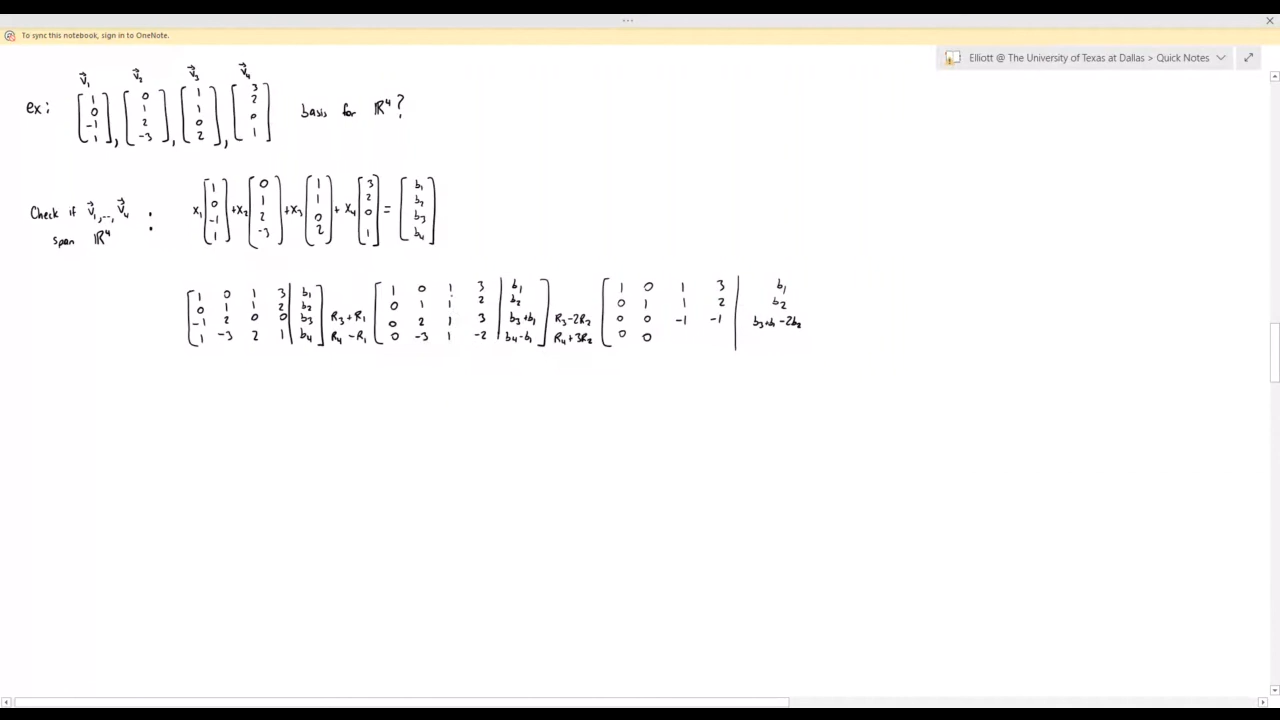 To sync this notebook, sign in to OneNote.
Elliott @ The University of Texas at Dallas > Quick Notes
ex: v⃗₁ [1 0 -1 1], v⃗₂ [0 1 2 -3], v⃗₃ [1 1 0 2], v⃗₄ [3 2 0 1] basis for ℝ⁴?
Check if v⃗₁,..., v⃗₄ span ℝ⁴ : x₁ [1 0 -1 1] + x₂ [0 1 2 -3] + x₃ [1 1 0 2] + x₄ [3 2 0 1] = [b₁ b₂ b₃ b₄]
[1 0 1 3 | b₁
0 1 1 2 | b₂
-1 2 0 0 | b₃
1 -3 2 1 | b₄]
R₃+R₁
R₄-R₁
[1 0 1 3 | b₁
0 1 1 2 | b₂
0 2 1 3 | b₃+b₁
0 -3 1 -2 | b₄-b₁]
R₃-2R₂
R₄+3R₂
[1 0 1 3 | b₁
0 1 1 2 | b₂
0 0 -1 -1 | b₃+b₁-2b₂
0 0 |